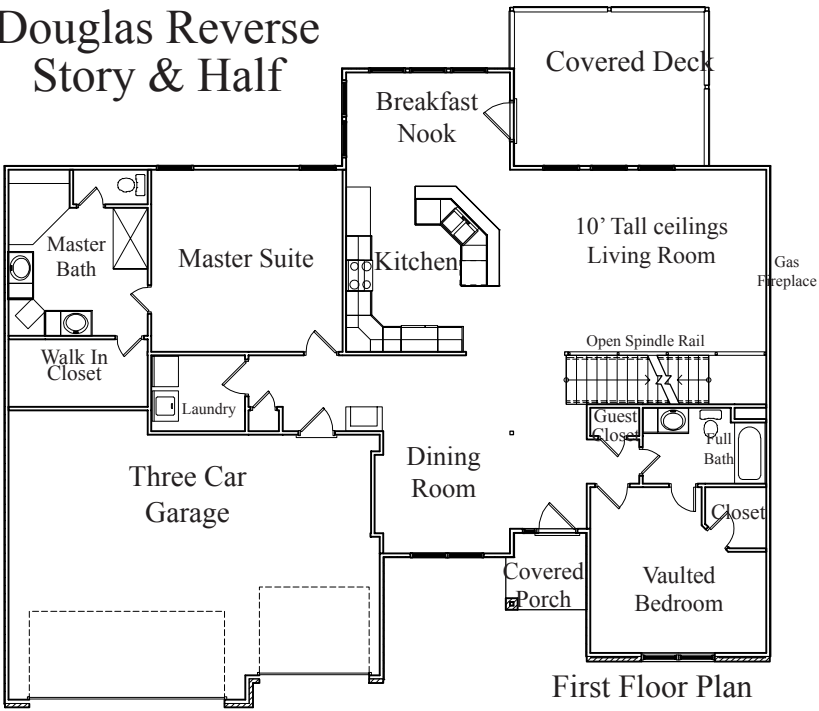 Douglas Reverse
Story & Half
Covered Deck
Breakfast
Nook
10’ Tall ceilings
Living Room
Master
Bath
Master Suite
Kitchen
Gas
Fireplace
Open Spindle Rail
Walk In
Closet
Laundry
Guest
Closet
Full
Bath
Dining
Room
Three Car
Garage
Closet
Covered
Porch
Vaulted
Bedroom
First Floor Plan